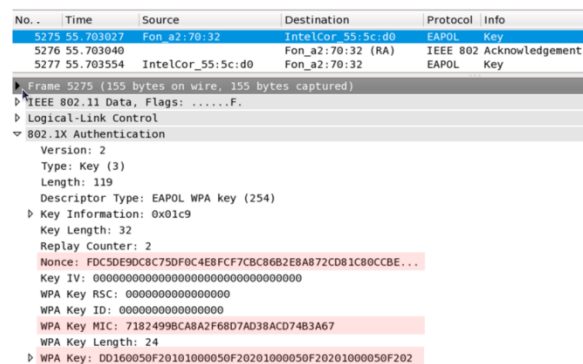 No. . Time Source Destination Protocol Info
5275 55.703027 Fon_a2:70:32 IntelCor_55:5c:d0 EAPOL Key
5276 55.703040 Fon_a2:70:32 (RA) IEEE 802 Acknowledgement
5277 55.703554 IntelCor_55:5c:d0 Fon_a2:70:32 EAPOL Key
Frame 5275 (155 bytes on wire, 155 bytes captured)
IEEE 802.11 Data, Flags: ......F.
Logical-Link Control
802.1X Authentication
Version: 2
Type: Key (3)
Length: 119
Descriptor Type: EAPOL WPA key (254)
Key Information: 0x01c9
Key Length: 32
Replay Counter: 2
Nonce: FDC5DE9DC8C75DF0C4E8FCF7CBC86B2E8A872CD81C80CCBE...
Key IV: 00000000000000000000000000000000
WPA Key RSC: 0000000000000000
WPA Key ID: 0000000000000000
WPA Key MIC: 7182499BCA8A2F68D7AD38ACD74B3A67
WPA Key Length: 24
WPA Key: DD160050F20101000050F20201000050F20201000050F202